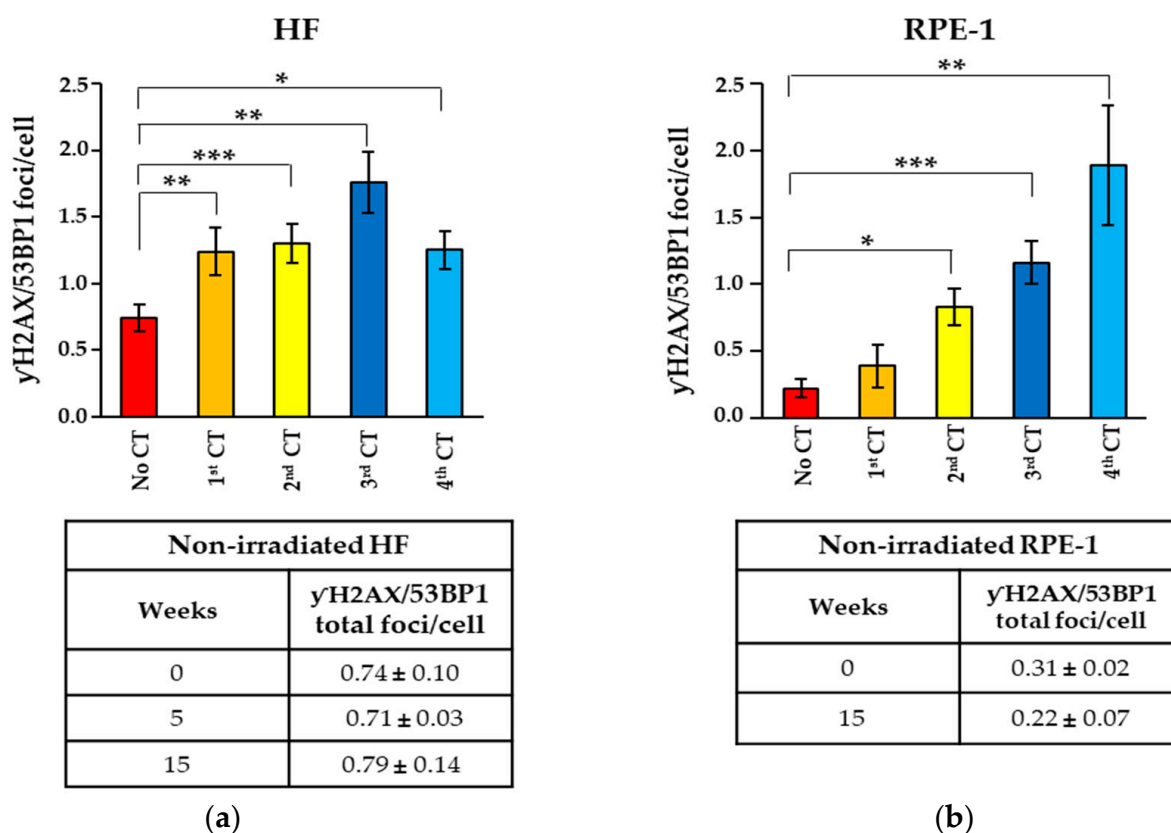 HF
*
**
***
**
2.5
2.0
1.5
1.0
0.5
0.0
γH2AX/53BP1 foci/cell
No CT
1st CT
2nd CT
3rd CT
4th CT
Non-irradiated HF
Weeks
γH2AX/53BP1
total foci/cell
0
0.74 ± 0.10
5
0.71 ± 0.03
15
0.79 ± 0.14
(a)
RPE-1
**
***
*
2.5
2.0
1.5
1.0
0.5
0.0
γH2AX/53BP1 foci/cell
No CT
1st CT
2nd CT
3rd CT
4th CT
Non-irradiated RPE-1
Weeks
γH2AX/53BP1
total foci/cell
0
0.31 ± 0.02
15
0.22 ± 0.07
(b)